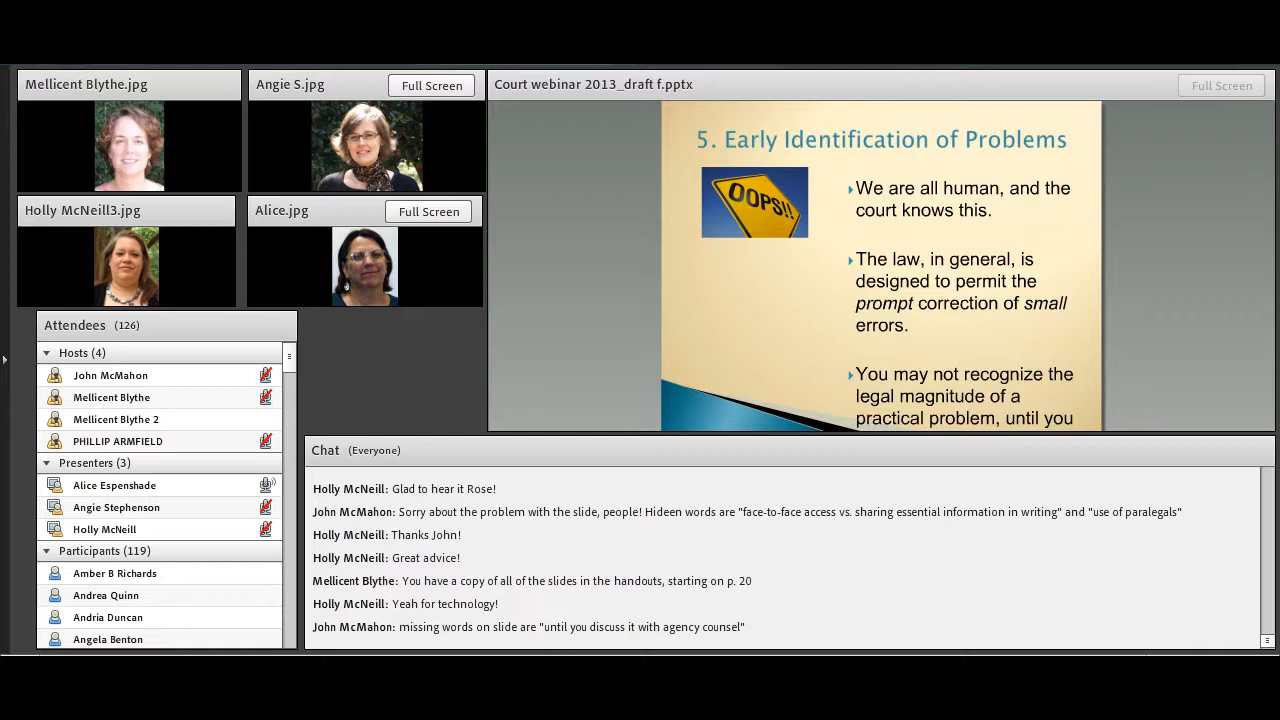 Mellicent Blythe.jpg
Angie S.jpg
Full Screen
Holly McNeill3.jpg
Alice.jpg
Full Screen
Attendees (126)
Hosts (4)
John McMahon
Mellicent Blythe
Mellicent Blythe 2
PHILLIP ARMFIELD
Presenters (3)
Alice Espenshade
Angie Stephenson
Holly McNeill
Participants (119)
Amber B Richards
Andrea Quinn
Andria Duncan
Angela Benton
Court webinar 2013_draft f.pptx
Full Screen
5. Early Identification of Problems
OOPS!!
We are all human, and the
court knows this.
The law, in general, is
designed to permit the
prompt correction of small
errors.
You may not recognize the
legal magnitude of a
practical problem, until you
Chat (Everyone)
Holly McNeill: Glad to hear it Rose!
John McMahon: Sorry about the problem with the slide, people! Hideen words are "face-to-face access vs. sharing essential information in writing" and "use of paralegals"
Holly McNeill: Thanks John!
Holly McNeill: Great advice!
Mellicent Blythe: You have a copy of all of the slides in the handouts, starting on p. 20
Holly McNeill: Yeah for technology!
John McMahon: missing words on slide are "until you discuss it with agency counsel"